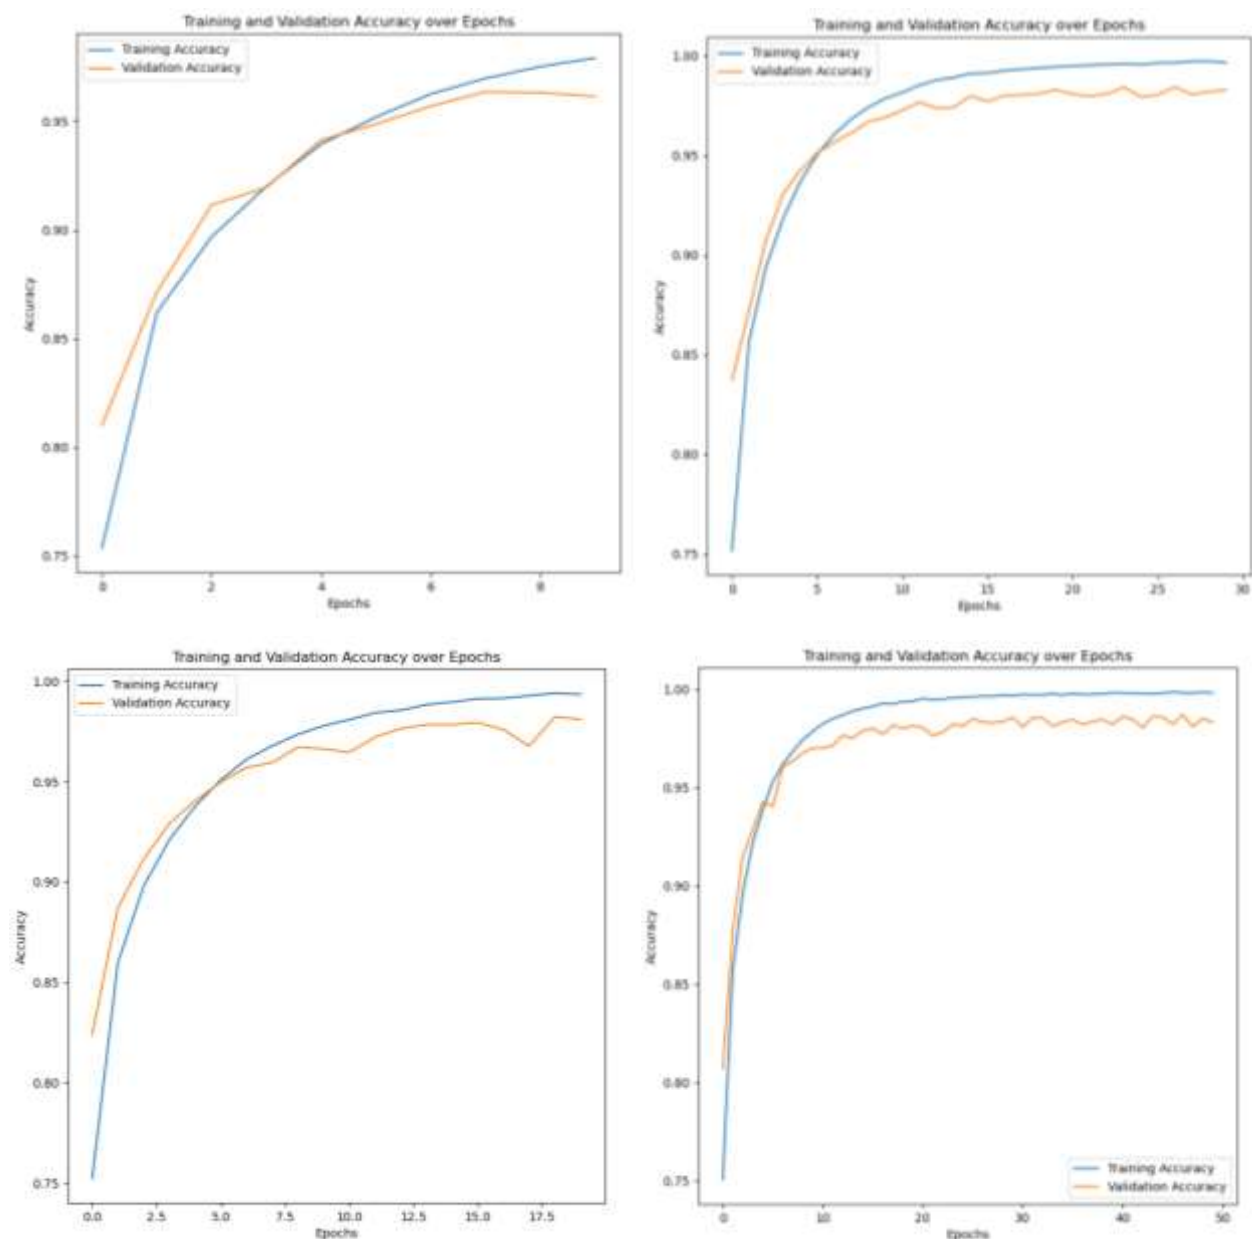 Training and Validation Accuracy over Epochs
Training Accuracy
Validation Accuracy
0.95
0.90
0.85
0.80
0.75
Accuracy
0 2 4 6 8
Epochs
Training and Validation Accuracy over Epochs
Training Accuracy
Validation Accuracy
1.00
0.95
0.90
0.85
0.80
0.75
Accuracy
0 5 10 15 20 25 30
Epochs
Training and Validation Accuracy over Epochs
Training Accuracy
Validation Accuracy
1.00
0.95
0.90
0.85
0.80
0.75
Accuracy
0.0 2.5 5.0 7.5 10.0 12.5 15.0 17.5
Epochs
Training and Validation Accuracy over Epochs
1.00
0.95
0.90
0.85
0.80
0.75
Accuracy
Training Accuracy
Validation Accuracy
0 10 20 30 40 50
Epochs